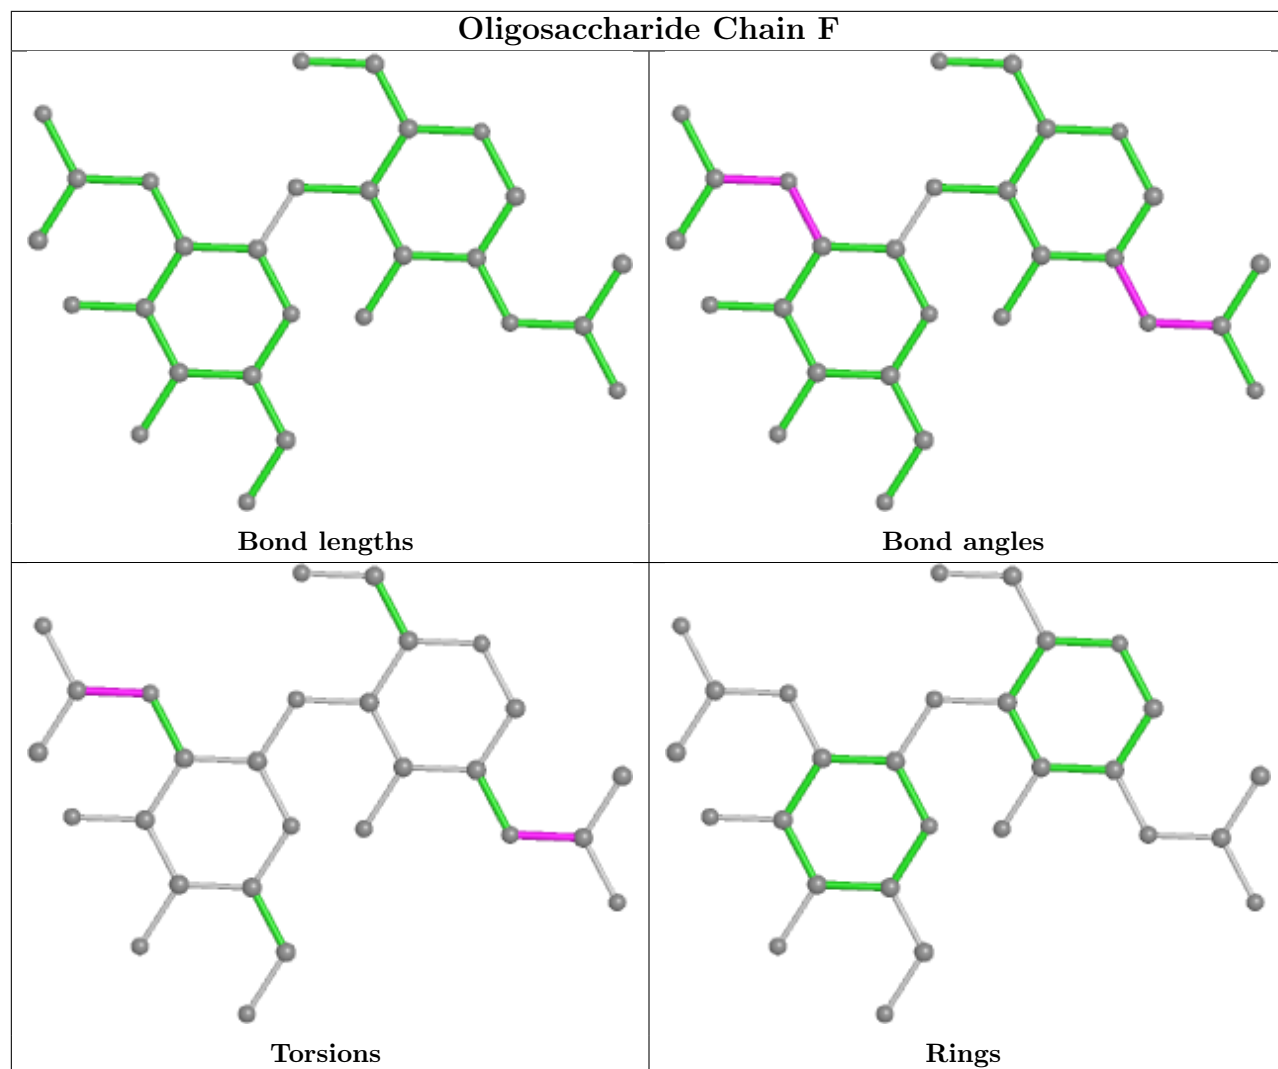 Oligosaccharide Chain F
Bond lengths
Bond angles
Torsions
Rings